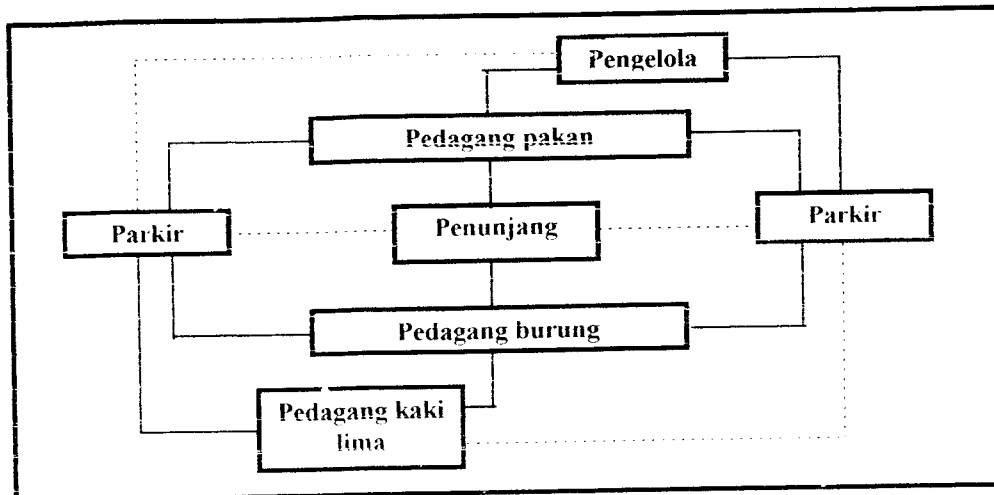 Pengelola
Pedagang pakan
Parkir
Penunjang
Parkir
Pedagang burung
Pedagang kaki
lima